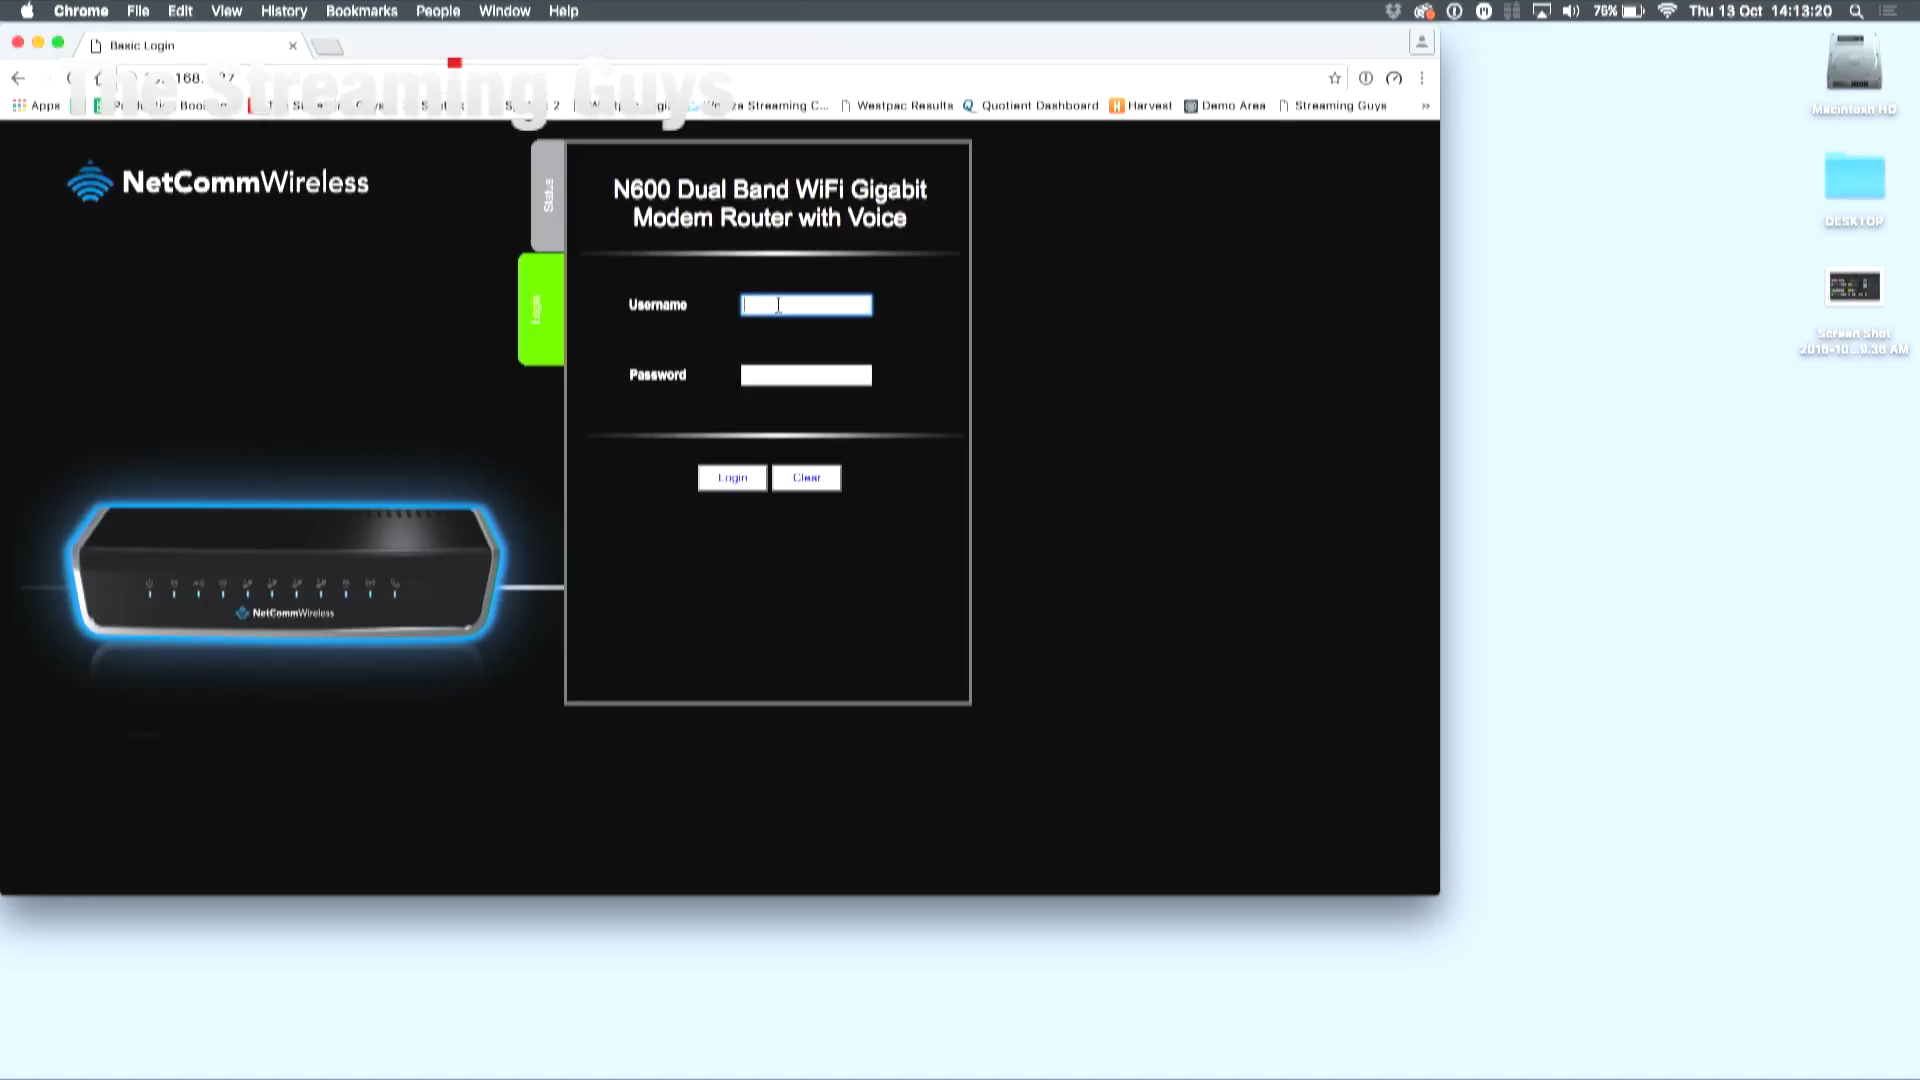 Chrome File Edit View History Bookmarks People Window Help
76% Thu 13 Oct 14:13:20
Basic Login
The Streaming Guys
Apps
Westpac Results Quotient Dashboard Harvest Demo Area Streaming Guys »
Macintosh HD
DESKTOP
Screen Shot
NetCommWireless
Status
Login
N600 Dual Band WiFi Gigabit
Modem Router with Voice
Username
Password
Login Clear
NetCommWireless